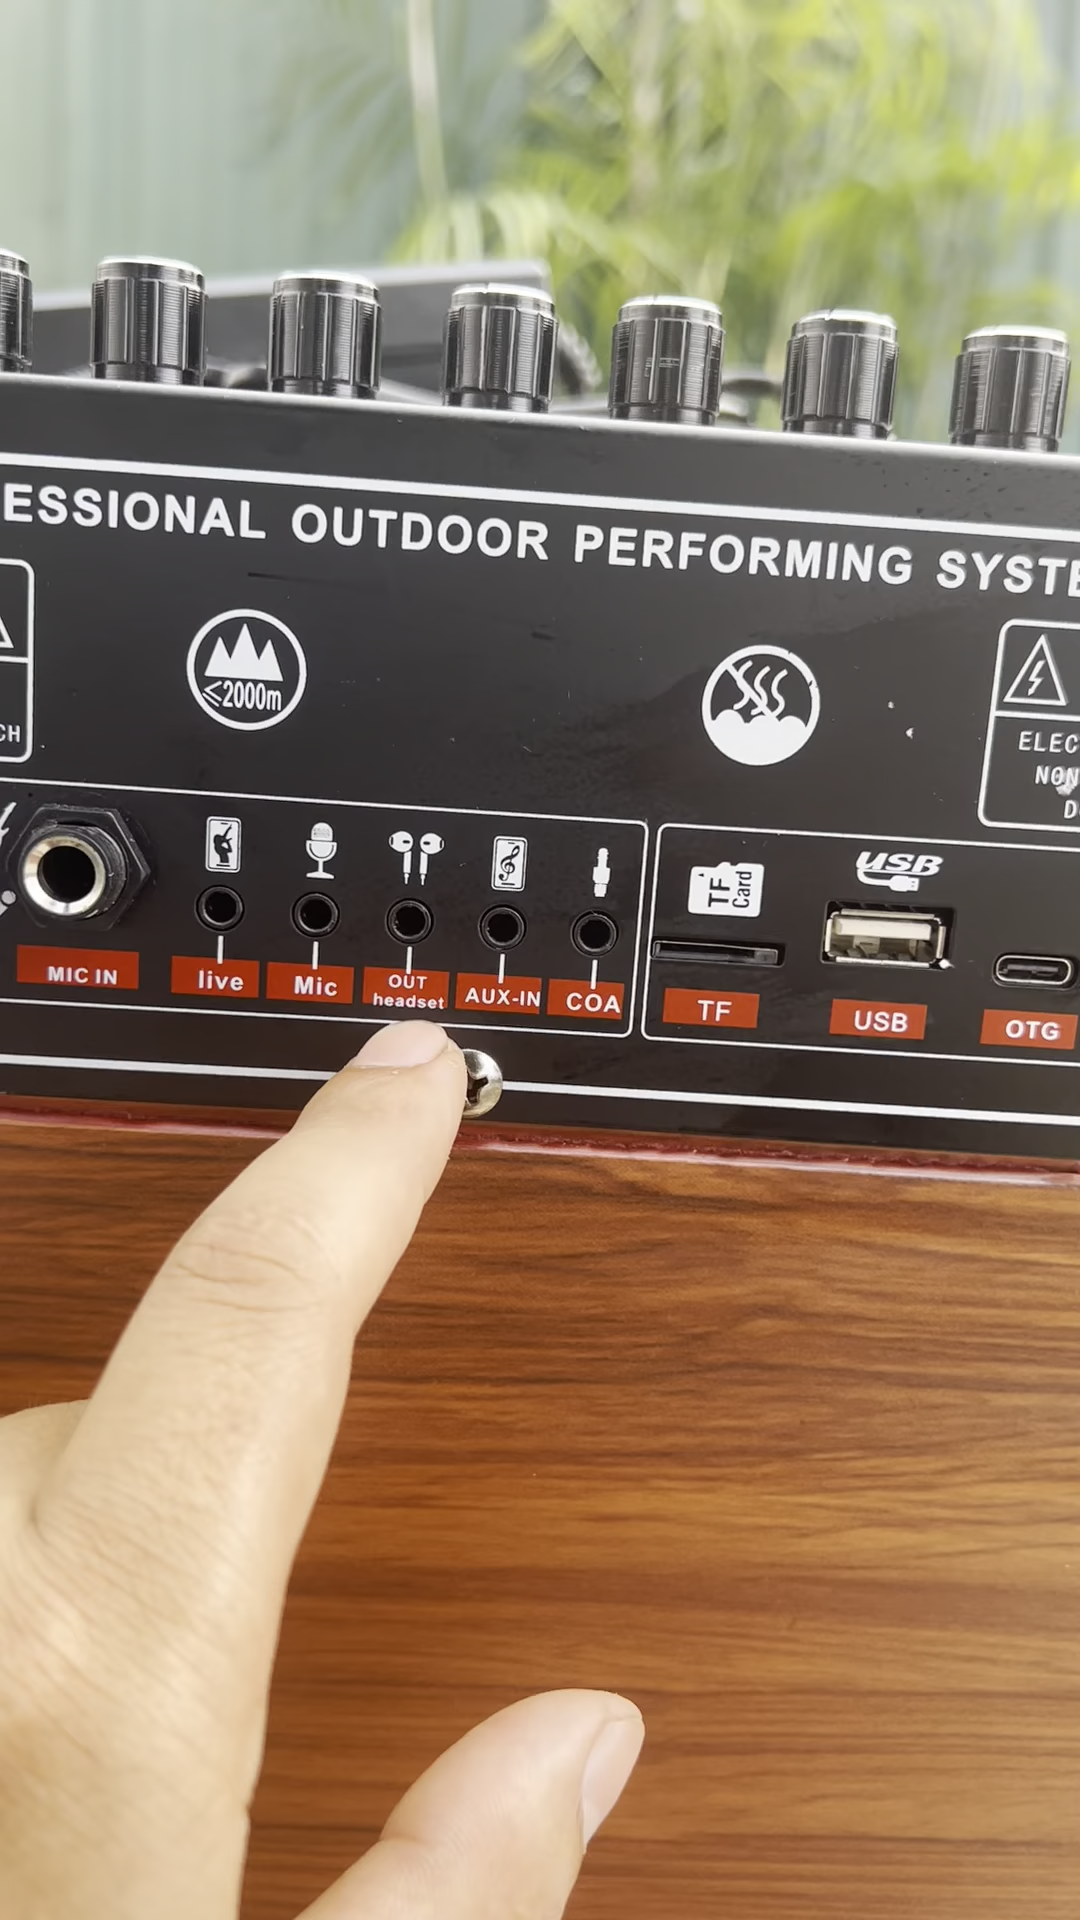 ESSIONAL OUTDOOR PERFORMING SYSTE
≤2000m
CH
ELEC
NON
D
TF Card
USB
MIC IN
live
Mic
OUT
headset
AUX-IN
COA
TF
USB
OTG